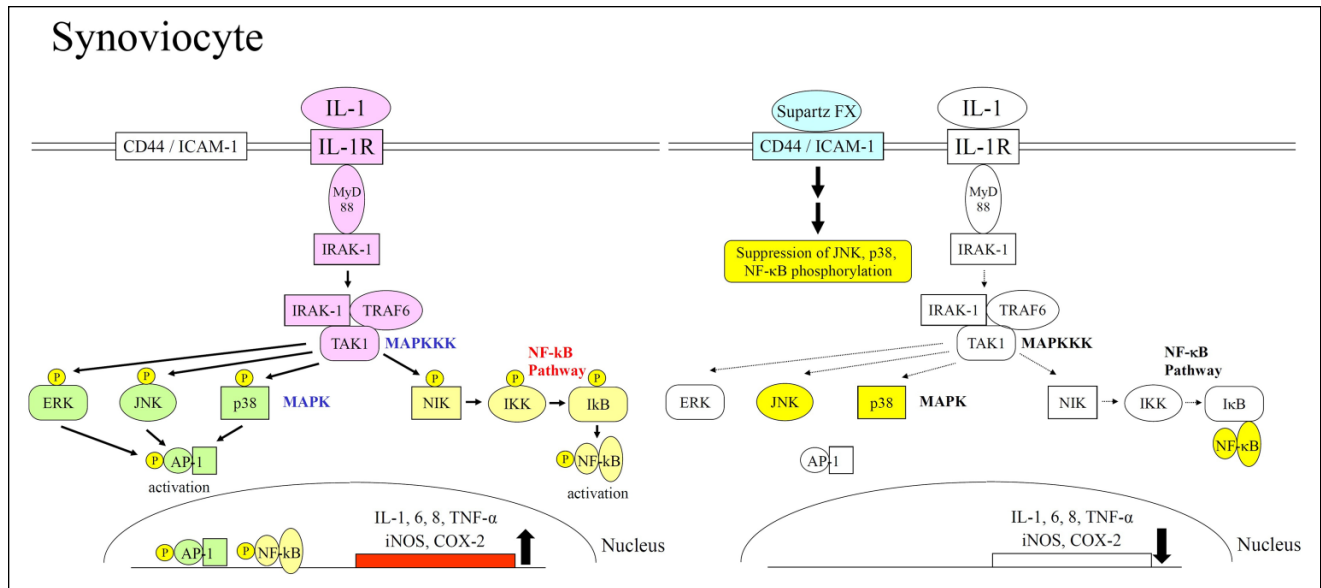 Synoviocyte
IL-1
CD44 / ICAM-1
IL-1R
MyD
88
IRAK-1
IRAK-1
TRAF6
TAK1
MAPKKK
NF-kB
Pathway
P
P
P
P
P
P
ERK
JNK
p38
MAPK
NIK
IKK
IkB
P
AP-1
activation
P
NF-kB
activation
IL-1, 6, 8, TNF-α
iNOS, COX-2
P
AP-1
P
NF-kB
Nucleus
Supartz FX
CD44 / ICAM-1
IL-1
IL-1R
MyD
88
IRAK-1
Suppression of JNK, p38,
NF-κB phosphorylation
IRAK-1
TRAF6
TAK1
MAPKKK
NF-κB
Pathway
ERK
JNK
p38
MAPK
NIK
IKK
IκB
NF-κB
AP-1
IL-1, 6, 8, TNF-α
iNOS, COX-2
Nucleus